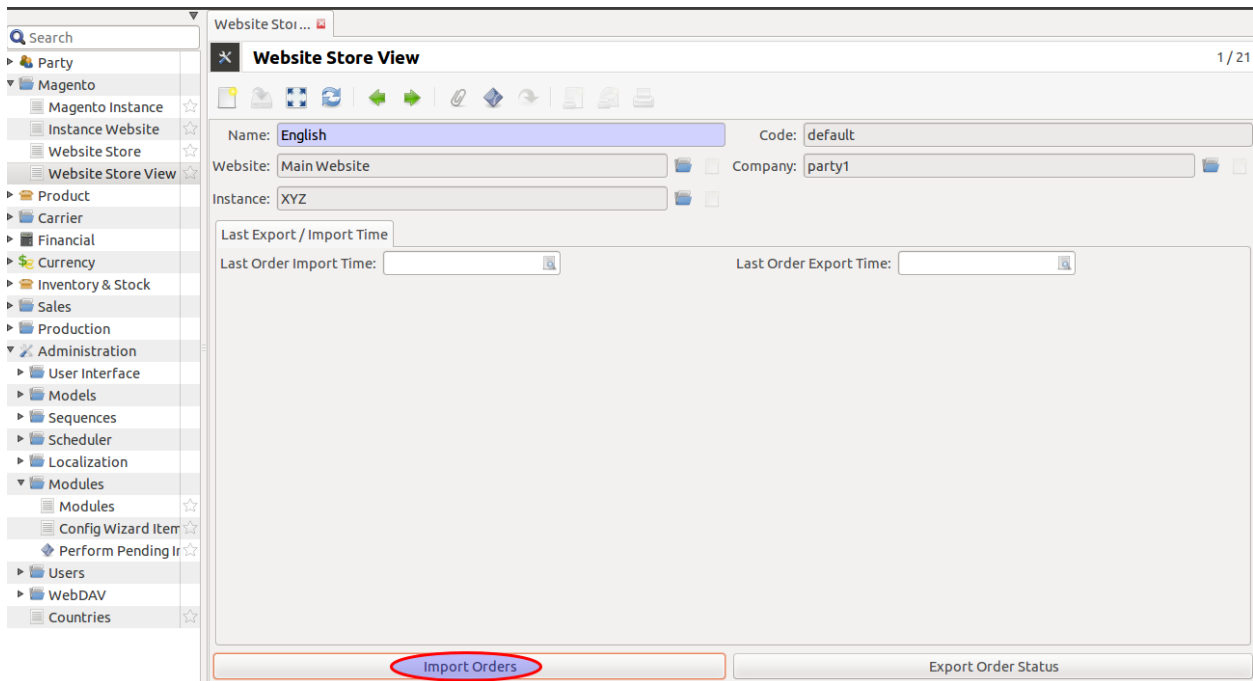 Website Stor...
Search
Website Store View
1 / 21
Party
Magento
Magento Instance
Instance Website
Website Store
Website Store View
Product
Carrier
Financial
Currency
Inventory & Stock
Sales
Production
Administration
User Interface
Models
Sequences
Scheduler
Localization
Modules
Modules
Config Wizard Item
Perform Pending In
Users
WebDAV
Countries
Name: English
Code: default
Website: Main Website
Company: party1
Instance: XYZ
Last Export / Import Time
Last Order Import Time:
Last Order Export Time:
Import Orders
Export Order Status